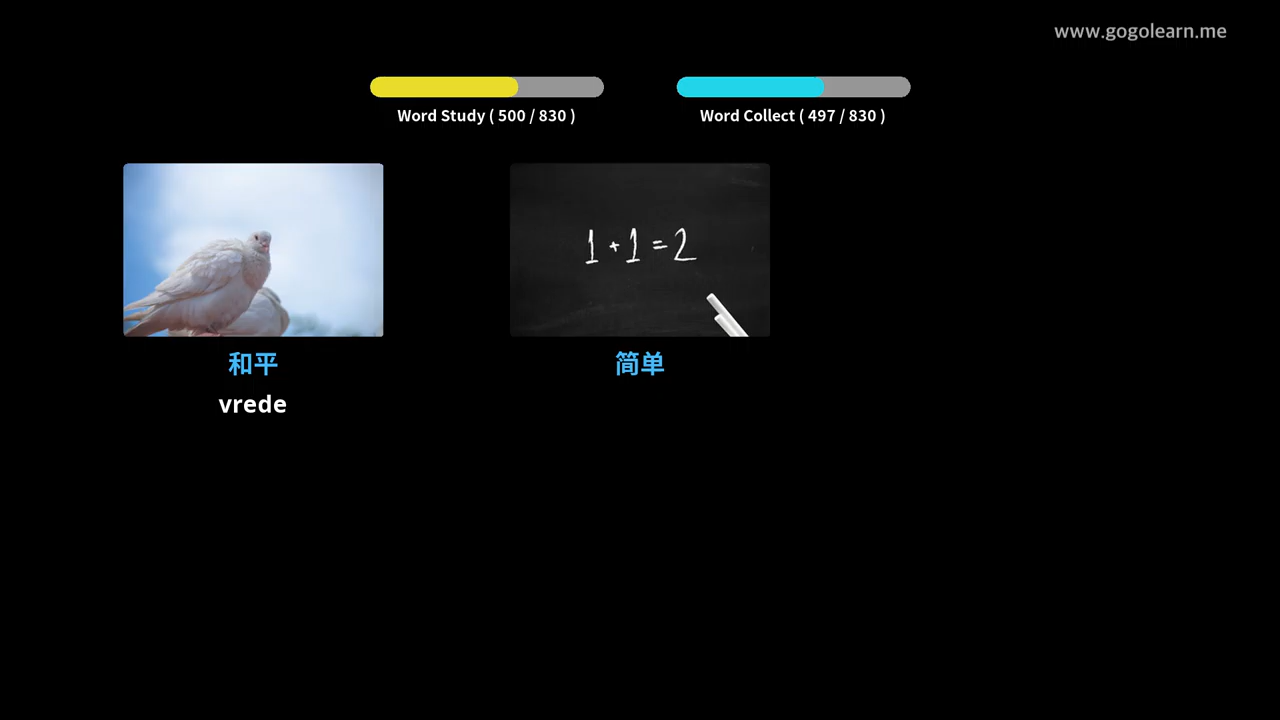 www.gogolearn.me
Word Study ( 500 / 830 )
Word Collect ( 497 / 830 )
1 + 1 = 2
和平
简单
vrede